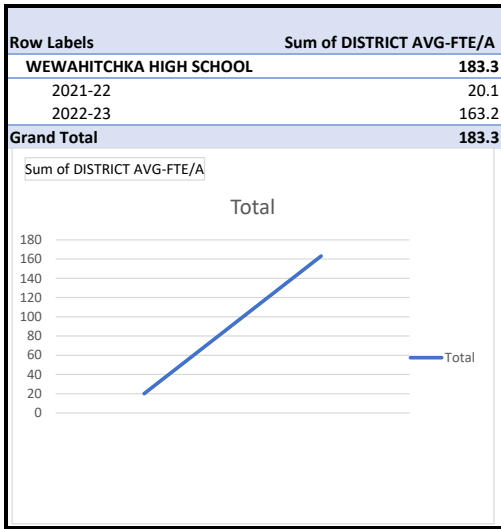 Row Labels Sum of DISTRICT AVG-FTE/A
WEWAHITCHKA HIGH SCHOOL 183.3
2021-22 20.1
2022-23 163.2
Grand Total 183.3
Sum of DISTRICT AVG-FTE/A
Total
180
160
140
120
100
80
60
Total
40
20
0